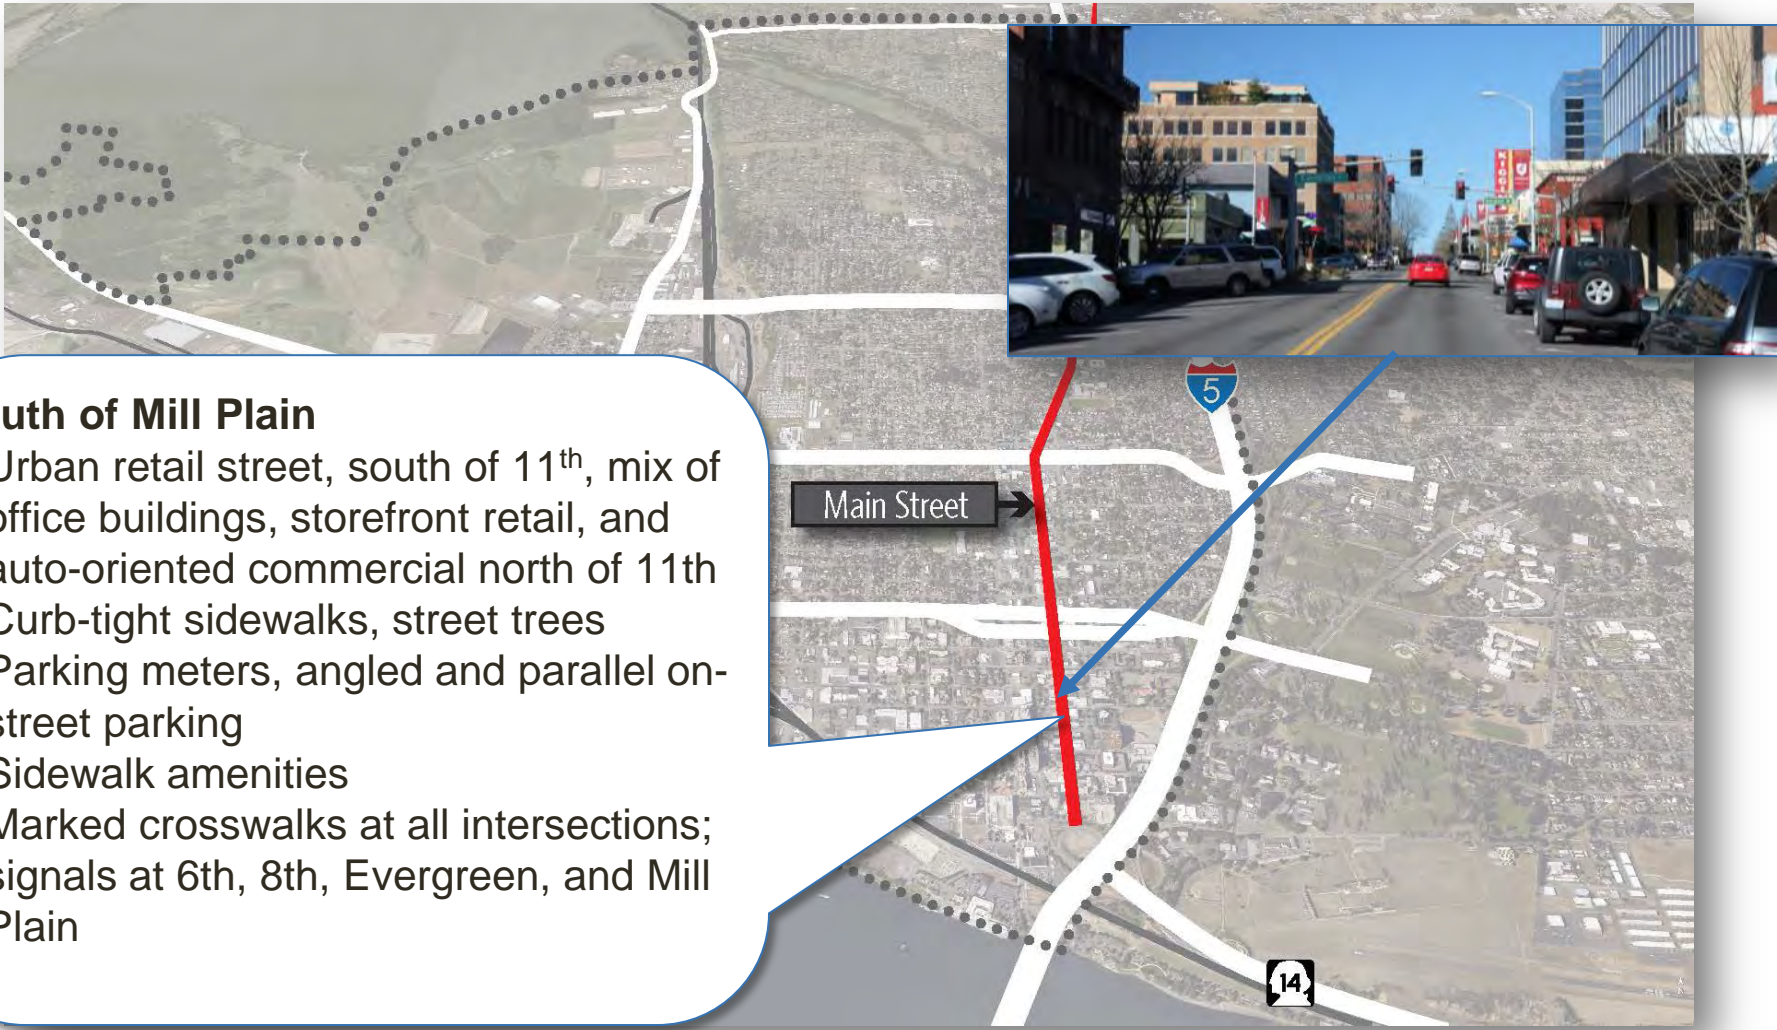 uth of Mill Plain
Urban retail street, south of 11th, mix of
office buildings, storefront retail, and
auto-oriented commercial north of 11th
Curb-tight sidewalks, street trees
Parking meters, angled and parallel on-
street parking
Sidewalk amenities
Marked crosswalks at all intersections;
signals at 6th, 8th, Evergreen, and Mill
Plain
Main Street
5
14
KIGGI